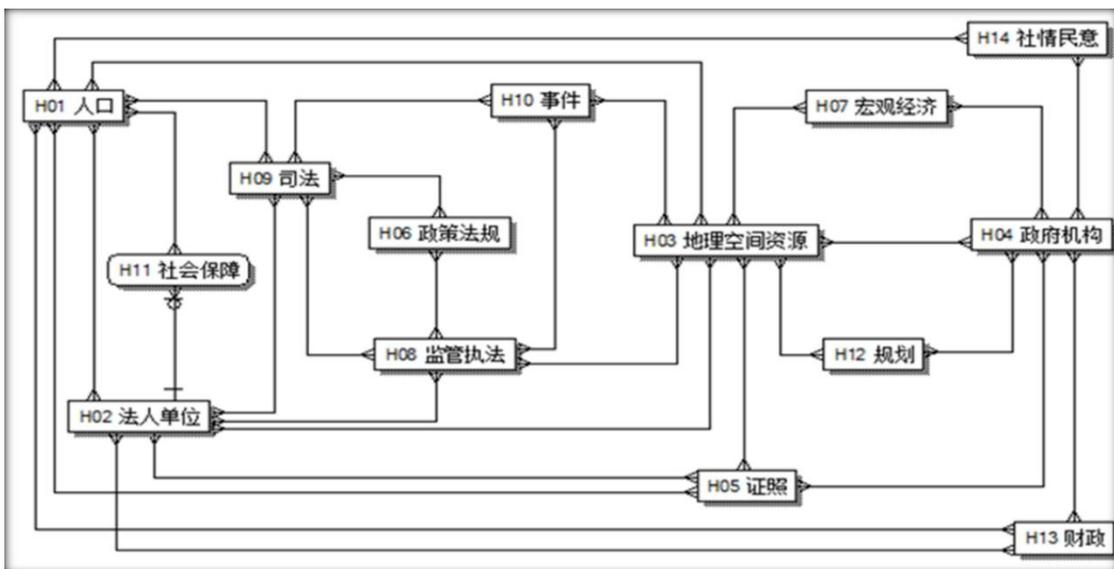 H14 社情民意
H01 人口
H10 事件
H07 宏观经济
H09 司法
H06 政策法规
H03 地理空间资源
H04 政府机构
H11 社会保障
H08 监管执法
H12 规划
H02 法人单位
H05 证照
H13 财政